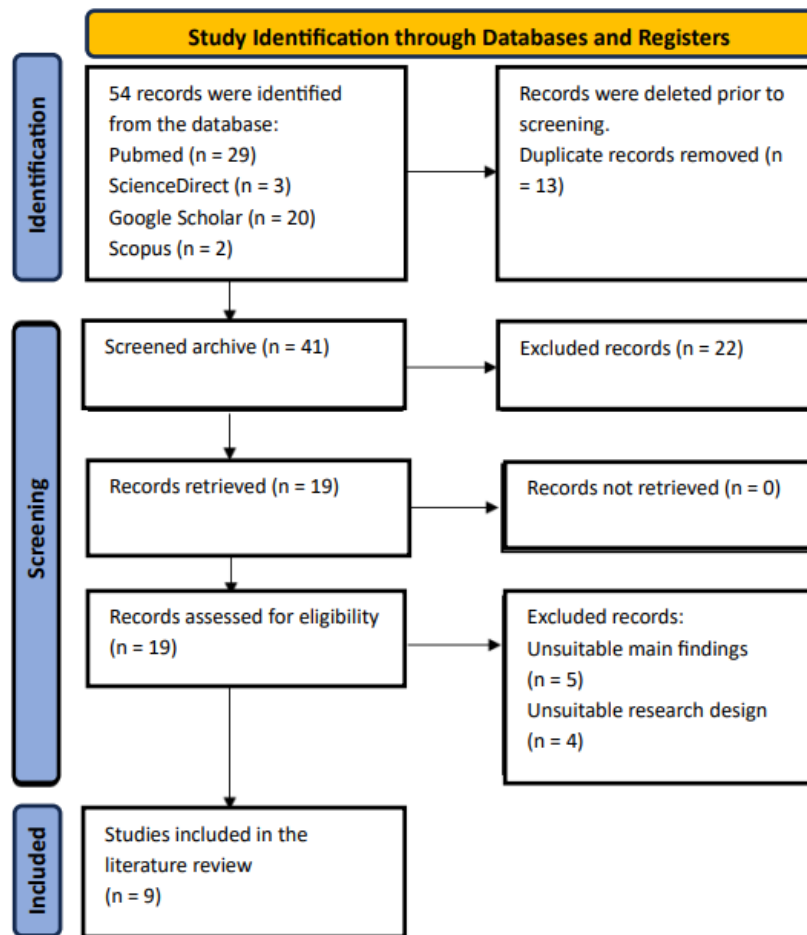 Study Identification through Databases and Registers
Identification
54 records were identified
from the database:
Pubmed (n = 29)
ScienceDirect (n = 3)
Google Scholar (n = 20)
Scopus (n = 2)
Records were deleted prior to
screening.
Duplicate records removed (n
= 13)
Screening
Screened archive (n = 41)
Excluded records (n = 22)
Records retrieved (n = 19)
Records not retrieved (n = 0)
Records assessed for eligibility
(n = 19)
Excluded records:
Unsuitable main findings
(n = 5)
Unsuitable research design
(n = 4)
Included
Studies included in the
literature review
(n = 9)